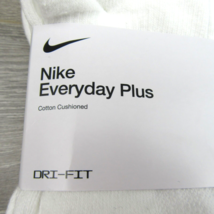 Nike
Everyday Plus
Cotton Cushioned
DRI-FIT